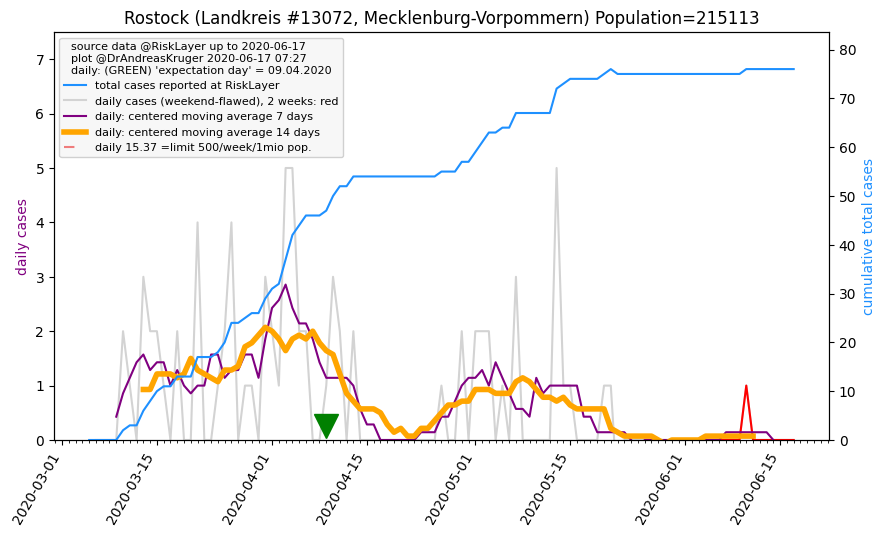 Rostock (Landkreis #13072, Mecklenburg-Vorpommern) Population=215113
source data @RiskLayer up to 2020-06-17
plot @DrAndreasKruger 2020-06-17 07:27
daily: (GREEN) 'expectation day' = 09.04.2020
total cases reported at RiskLayer
daily cases (weekend-flawed), 2 weeks: red
daily: centered moving average 7 days
daily: centered moving average 14 days
daily 15.37 =limit 500/week/1mio pop.
daily cases
7
6
5
4
3
2
1
0
cumulative total cases
80
70
60
50
40
30
20
10
0
2020-03-01
2020-03-15
2020-04-01
2020-04-15
2020-05-01
2020-05-15
2020-06-01
2020-06-15